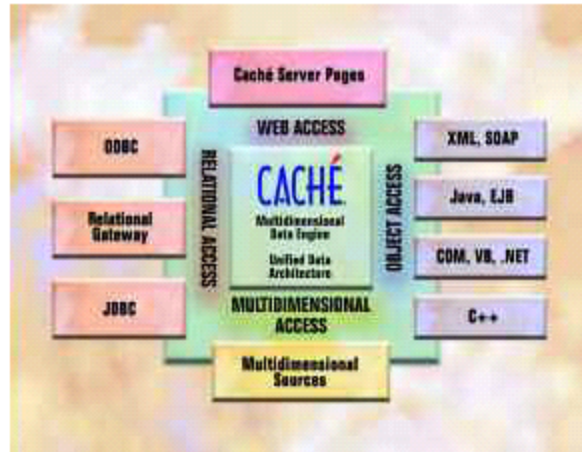 Caché Server Pages
WEB ACCESS
ODBC
Relational
Gateway
JDBC
RELATIONAL ACCESS
CACHÉ
Multidimensional
Data Engine
Unified Data
Architecture
OBJECT ACCESS
XML, SOAP
Java, EJB
COM, VB, .NET
C++
MULTIDIMENSIONAL
ACCESS
Multidimensional
Sources